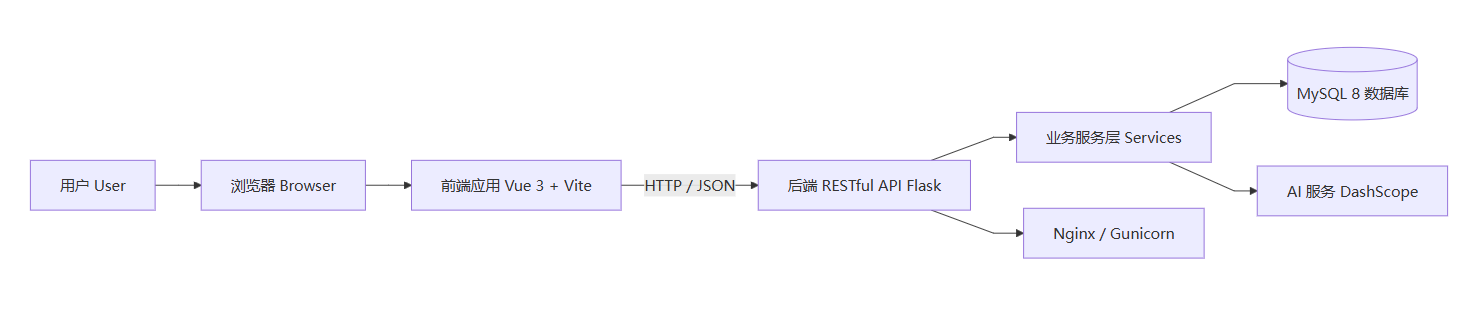 用户 User
浏览器 Browser
前端应用 Vue 3 + Vite
HTTP / JSON
后端 RESTful API Flask
业务服务层 Services
Nginx / Gunicorn
MySQL 8 数据库
AI 服务 DashScope